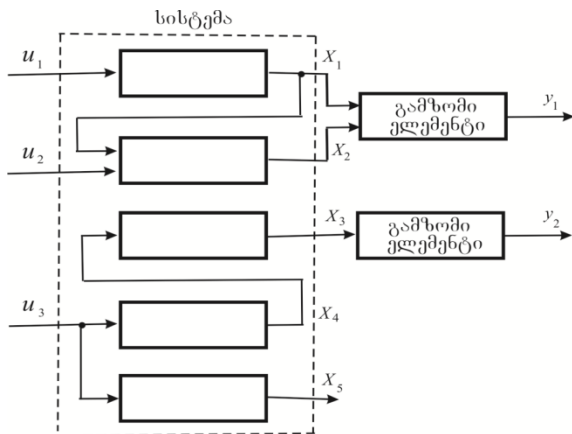 სისტემა
u₁
X₁
გამზომი
ელემენტი
y₁
u₂
X₂
X₃
გამზომი
ელემენტი
y₂
u₃
X₄
X₅